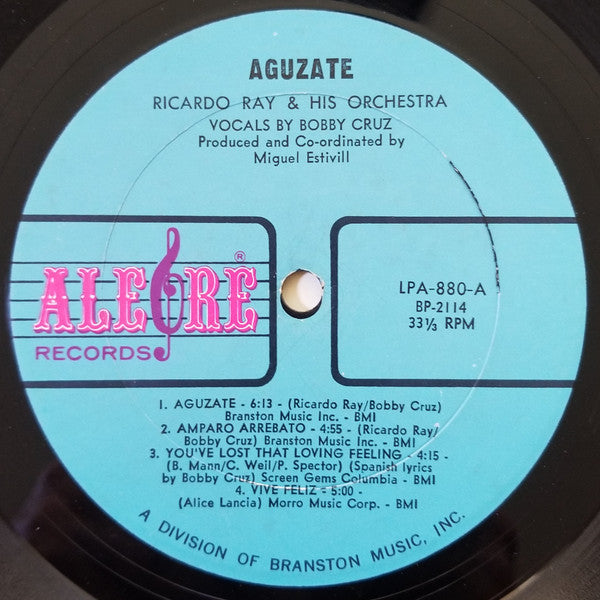 AGUZATE
RICARDO RAY & HIS ORCHESTRA
VOCALS BY BOBBY CRUZ
Produced and Co-ordinated by
Miguel Estivill
ALEGRE ®
RECORDS
LPA-880-A
BP-2114
33⅓ RPM
1. AGUZATE - 6:13 - (Ricardo Ray/Bobby Cruz)
Branston Music Inc. - BMI
2. AMPARO ARREBATO - 4:55 - (Ricardo Ray/
Bobby Cruz) Branston Music Inc. - BMI
3. YOU'VE LOST THAT LOVING FEELING - 4:15 -
(B. Mann/C. Weil/P. Spector) (Spanish lyrics
by Bobby Cruz) Screen Gems Columbia - BMI
4. VIVE FELIZ - 5:00 -
(Alice Lancia) Morro Music Corp. - BMI
A DIVISION OF BRANSTON MUSIC, INC.